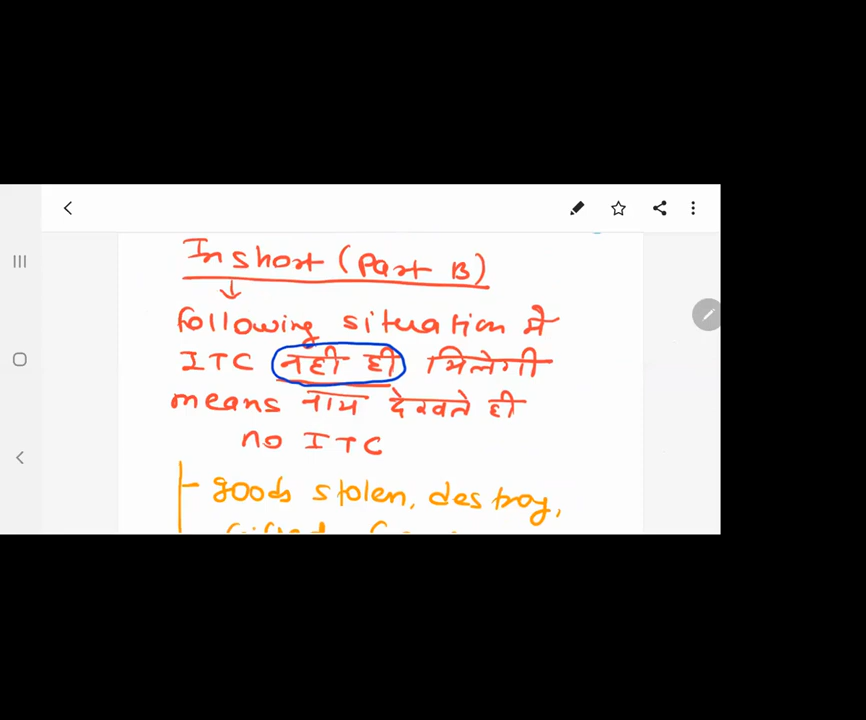 In short (Part B)
following situation में
ITC नही ही मिलेगी
means नाम देखते ही
no ITC
goods stolen, destroy,